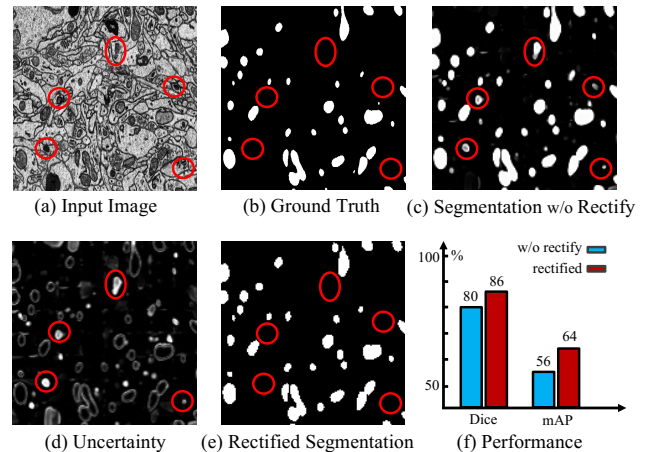 (a) Input Image
(b) Ground Truth
(c) Segmentation w/o Rectify
(d) Uncertainty
(e) Rectified Segmentation
100
%
w/o rectify
rectified
80
86
56
64
50
Dice
mAP
(f) Performance